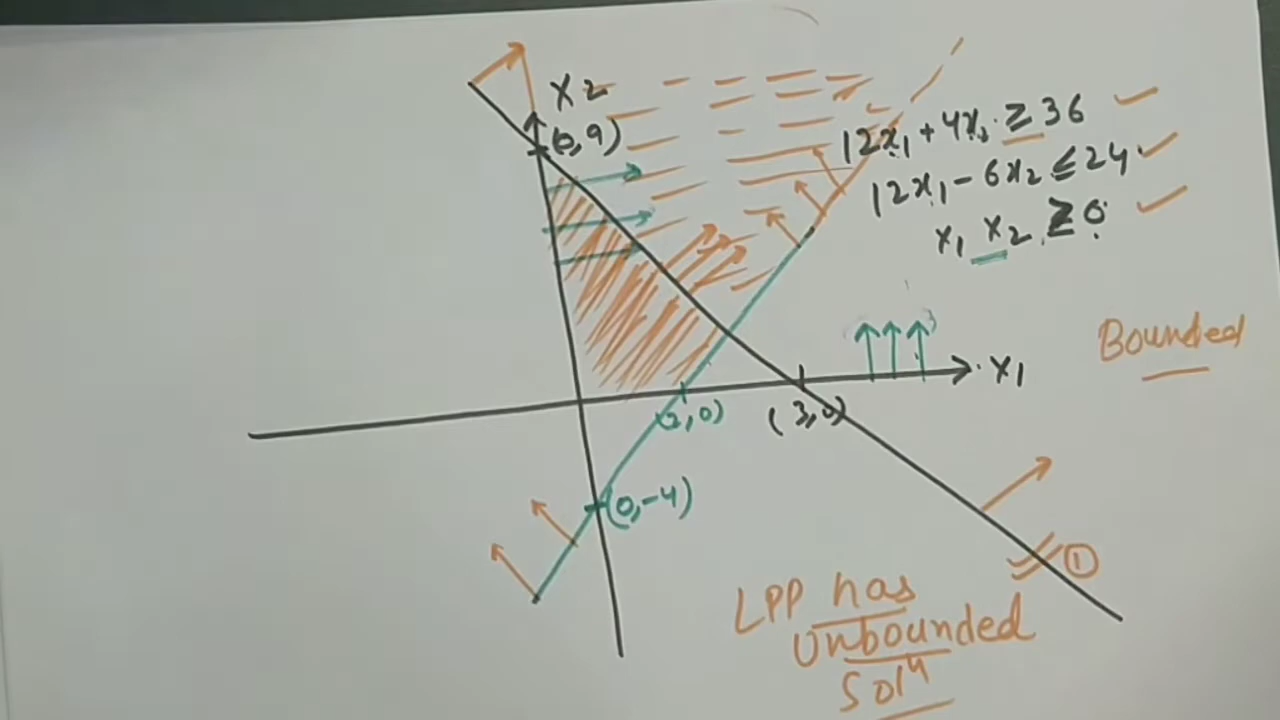 X2
(0,9)
12x1 + 4x2 ≥ 36
12x1 - 6x2 ≤ 24
x1 x2 ≥ 0
Bounded
X1
(2,0)
(3,0)
(0,-4)
1
LPP has
Unbounded
Solⁿ